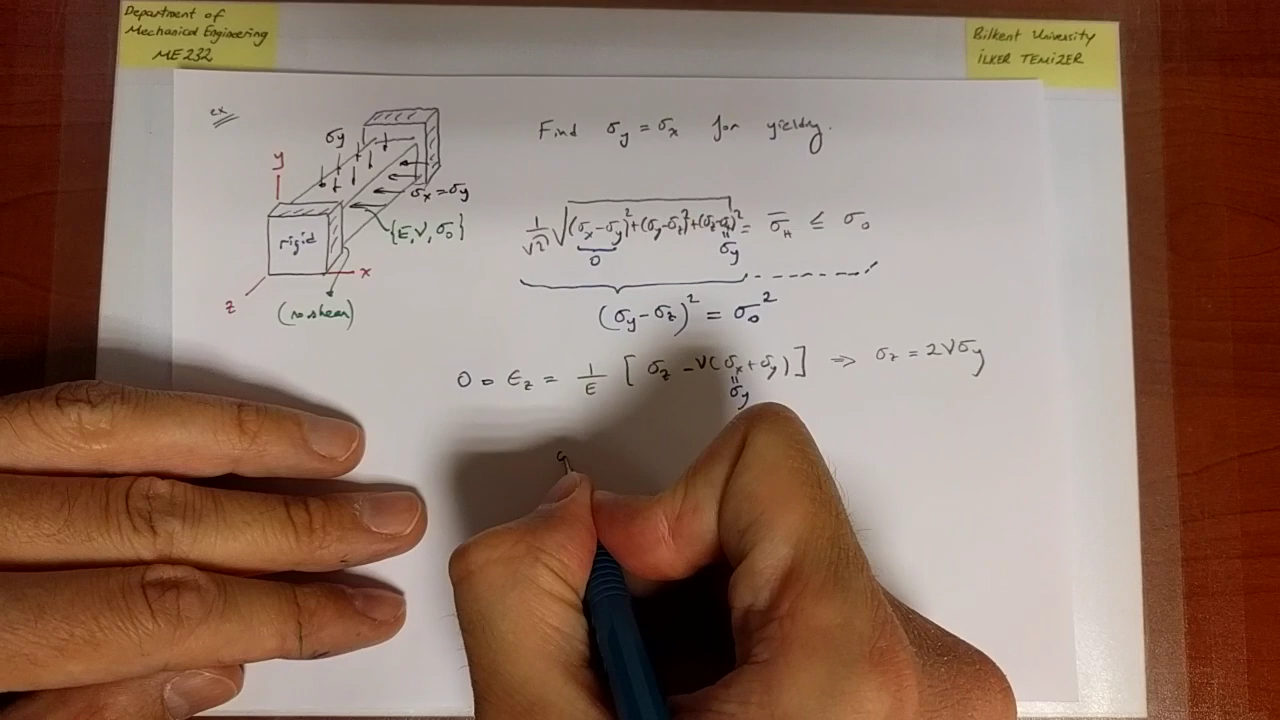 Department of
Mechanical Engineering
ME232
Bilkent University
İLKER TEMİZER
ex
σy
y
σx = σy
{E, ν, σ0}
rigid
x
z
(no shear)
Find σy = σx for yielding.
1/√2 √((σx-σy)²+(σy-σz)²+(σz-σx)²) = σ̄H ≤ σ0
0
σy
(σy-σz)² = σ0²
0 = εz = 1/E [σz - ν(σx+σy)] ⇒ σz = 2νσy
σy